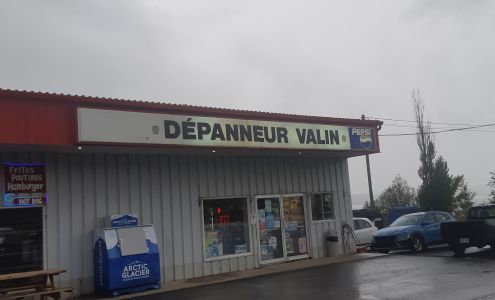 DÉPANNEUR VALIN
PEPSI
Frites
Poutines
Hamburger
HOT DOG
ARCTIC
GLACIER